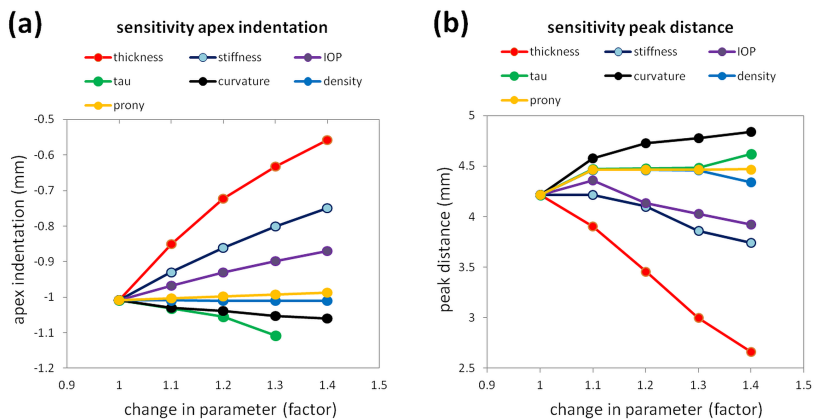 (a)
sensitivity apex indentation
thickness stiffness IOP
tau curvature density
prony
-0.5
-0.6
-0.7
-0.8
-0.9
-1
-1.1
-1.2
apex indentation (mm)
0.9 1 1.1 1.2 1.3 1.4 1.5
change in parameter (factor)
(b)
sensitivity peak distance
thickness stiffness IOP
tau curvature density
prony
5
4.5
4
3.5
3
2.5
peak distance (mm)
0.9 1 1.1 1.2 1.3 1.4 1.5
change in parameter (factor)